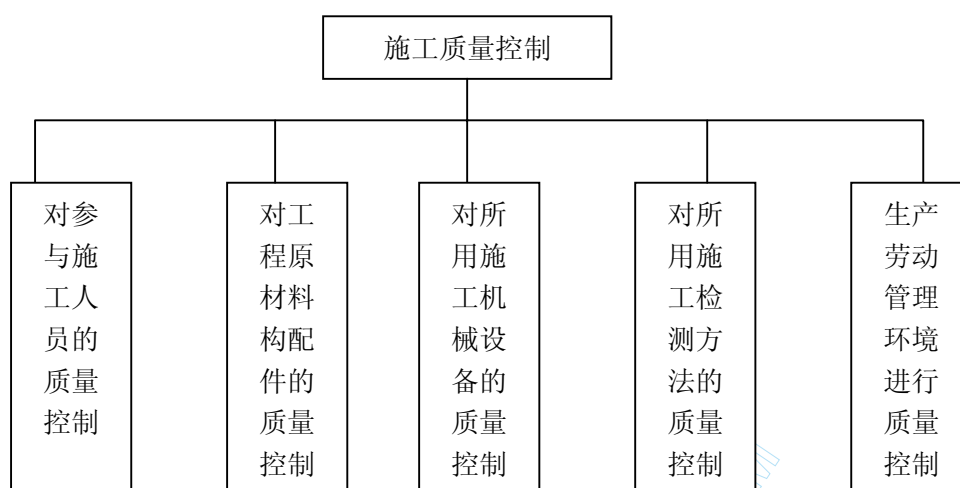 施工质量控制
对参
与施
工人
员的
质量
控制
对工
程原
材料
构配
件的
质量
控制
对所
用施
工机
械设
备的
质量
控制
对所
用施
工检
测方
法的
质量
控制
生产
劳动
管理
环境
进行
质量
控制